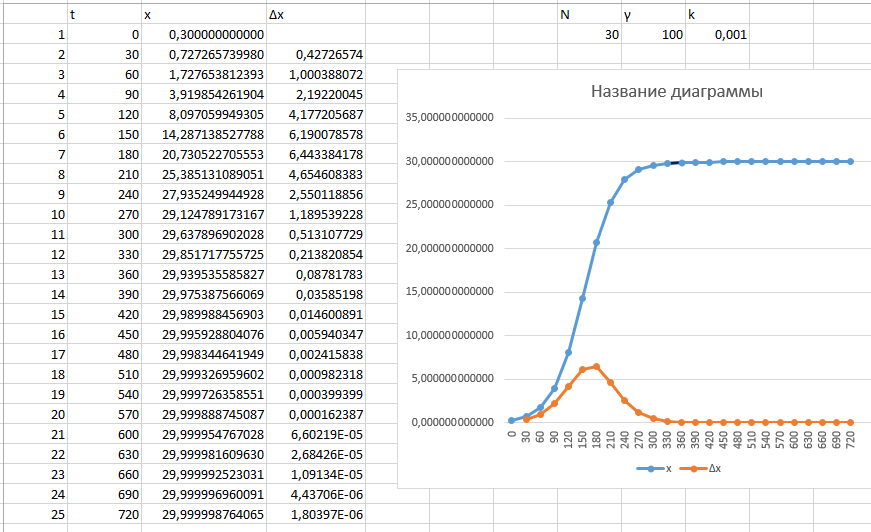 t x Δx N γ k
1 0 0,300000000000 30 100 0,001
2 30 0,727265739980 0,42726574
3 60 1,727653812393 1,000388072
4 90 3,919854261904 2,19220045
5 120 8,097059949305 4,177205687
6 150 14,287138527788 6,190078578
7 180 20,730522705553 6,443384178
8 210 25,385131089051 4,654608383
9 240 27,935249944928 2,550118856
10 270 29,124789173167 1,189539228
11 300 29,637896902028 0,513107729
12 330 29,851717755725 0,213820854
13 360 29,939535585827 0,08781783
14 390 29,975387566069 0,03585198
15 420 29,989988456903 0,014600891
16 450 29,995928804076 0,005940347
17 480 29,998344641949 0,002415838
18 510 29,999326959602 0,000982318
19 540 29,999726358551 0,000399399
20 570 29,999888745087 0,000162387
21 600 29,999954767028 6,60219E-05
22 630 29,999981609630 2,68426E-05
23 660 29,999992523031 1,09134E-05
24 690 29,999996960091 4,43706E-06
25 720 29,999998764065 1,80397E-06
Название диаграммы
35,000000000000
30,000000000000
25,000000000000
20,000000000000
15,000000000000
10,000000000000
5,000000000000
0,000000000000
0 30 60 90 120 150 180 210 240 270 300 330 360 390 420 450 480 510 540 570 600 630 660 690 720
x Δx